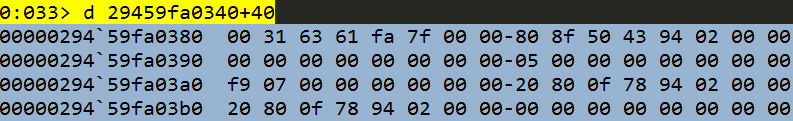 0:033> d 29459fa0340+40
00000294`59fa0380  00 31 63 61 fa 7f 00 00-80 8f 50 43 94 02 00 00
00000294`59fa0390  00 00 00 00 00 00 00 00-05 00 00 00 00 00 00 00
00000294`59fa03a0  f9 07 00 00 00 00 00 00-20 80 0f 78 94 02 00 00
00000294`59fa03b0  20 80 0f 78 94 02 00 00-00 00 00 00 00 00 00 00